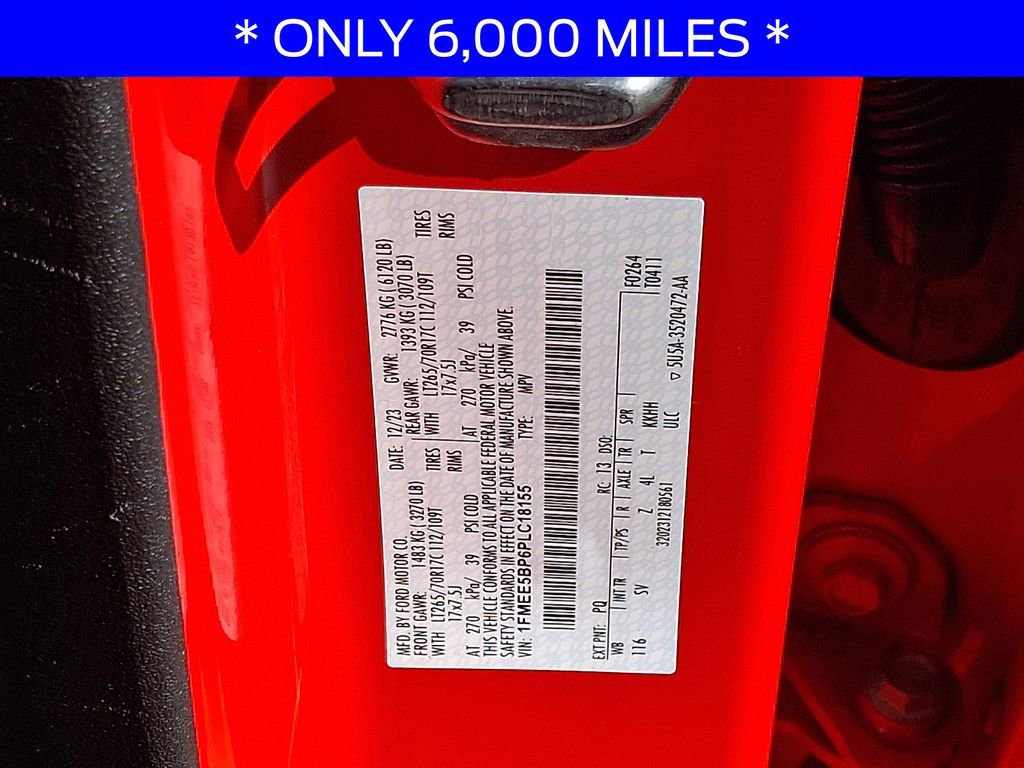 * ONLY 6,000 MILES *
MFD. BY FORD MOTOR CO.
DATE: 12/23 GVWR: 2776 KG ( 6120 LB)
FRONT GAWR: 1483 KG ( 3270 LB) REAR GAWR: 1393 KG ( 3070 LB)
WITH LT265/70R17C 112/109T TIRES WITH LT265/70R17C 112/109T TIRES
17x7.5J RIMS 17x7.5J RIMS
AT 270 kPa/ 39 PSI COLD AT 270 kPa/ 39 PSI COLD
THIS VEHICLE CONFORMS TO ALL APPLICABLE FEDERAL MOTOR VEHICLE
SAFETY STANDARDS IN EFFECT ON THE DATE OF MANUFACTURE SHOWN ABOVE.
VIN: 1FMEE5BP6PLC18155 TYPE: MPV
EXT PNT: PQ RC: 13 DSO: F0264
WB INT TR TP/PS R AXLE TR SPR T0411
116 SV Z 4L T KKHH
3202312180561 ULC ▽ 5U5A-3520472-AA